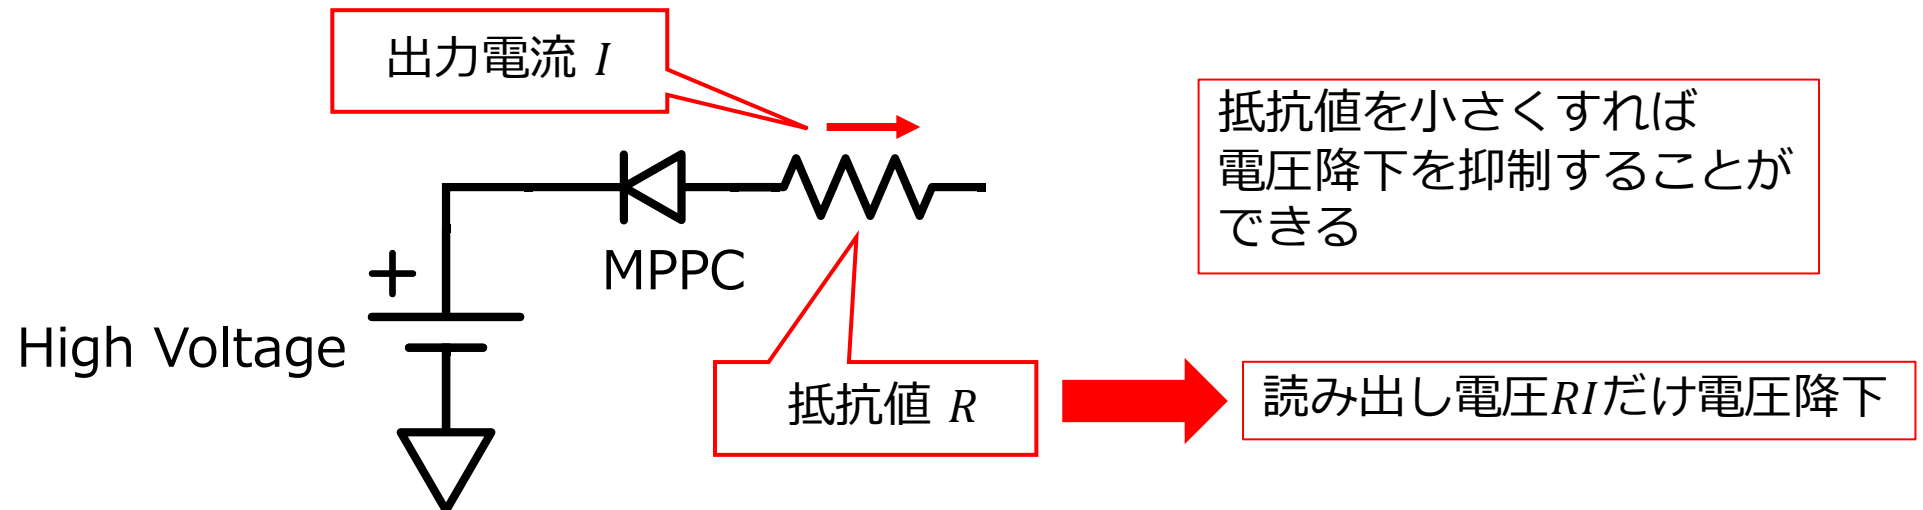 出力電流 I
抵抗値を小さくすれば
電圧降下を抑制することが
できる
+
MPPC
High Voltage
抵抗値 R
読み出し電圧RIだけ電圧降下